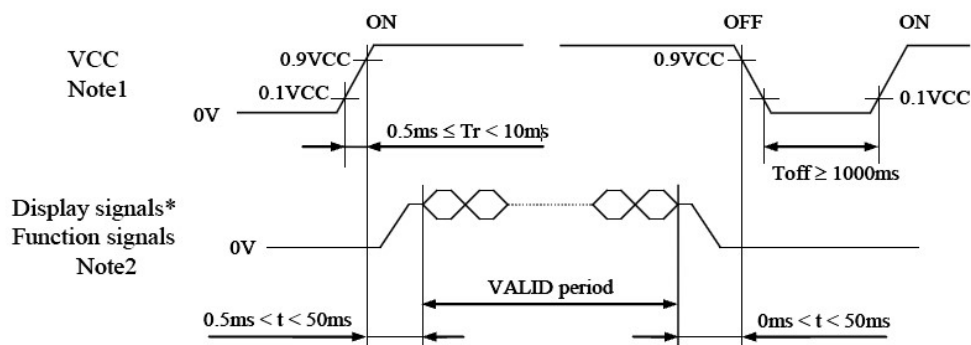 ON
OFF
ON
VCC
Note1
0.9VCC
0.9VCC
0.1VCC
0.1VCC
0V
0.5ms ≤ Tr < 10ms
Toff ≥ 1000ms
Display signals*
Function signals
Note2
0V
VALID period
0.5ms < t < 50ms
0ms < t < 50ms